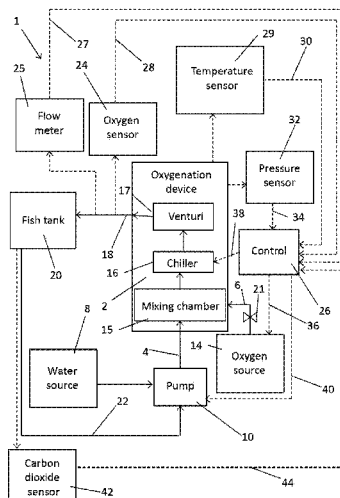 1
27
28
29
30
25
24
Temperature
sensor
32
Flow
meter
Oxygen
sensor
Oxygenation
device
Pressure
sensor
17
Venturi
38
34
Fish tank
18
16
Chiller
Control
20
2
6
21
26
8
Mixing chamber
36
15
14
Oxygen
source
4
Water
source
40
Pump
22
10
Carbon
dioxide
sensor
42
44